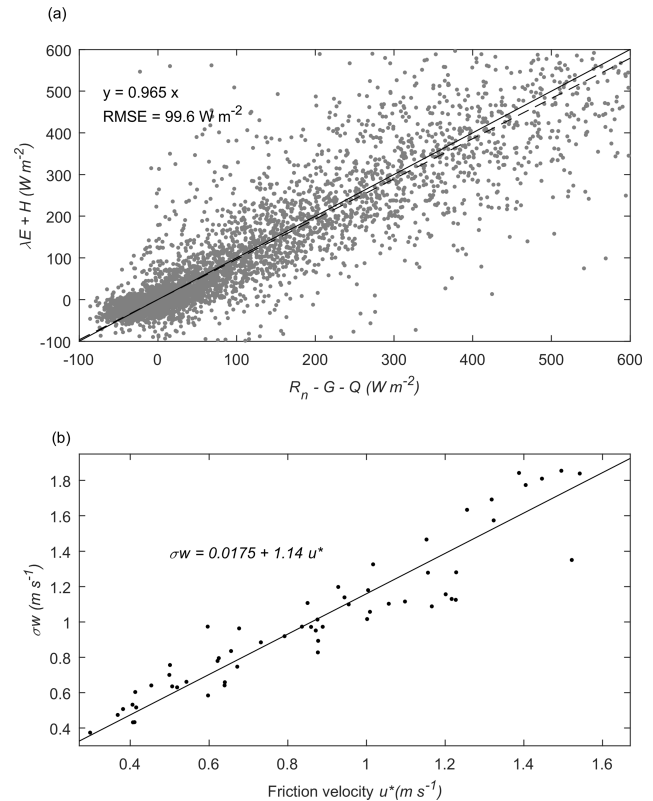 (a)
y = 0.965 x
RMSE = 99.6 W m-2
600
500
400
300
200
100
0
-100
λE + H (W m-2)
-100 0 100 200 300 400 500 600
Rn - G - Q (W m-2)
(b)
σw = 0.0175 + 1.14 u*
1.8
1.6
1.4
1.2
1
0.8
0.6
0.4
σw (m s-1)
0.4 0.6 0.8 1 1.2 1.4 1.6
Friction velocity u*(m s-1)